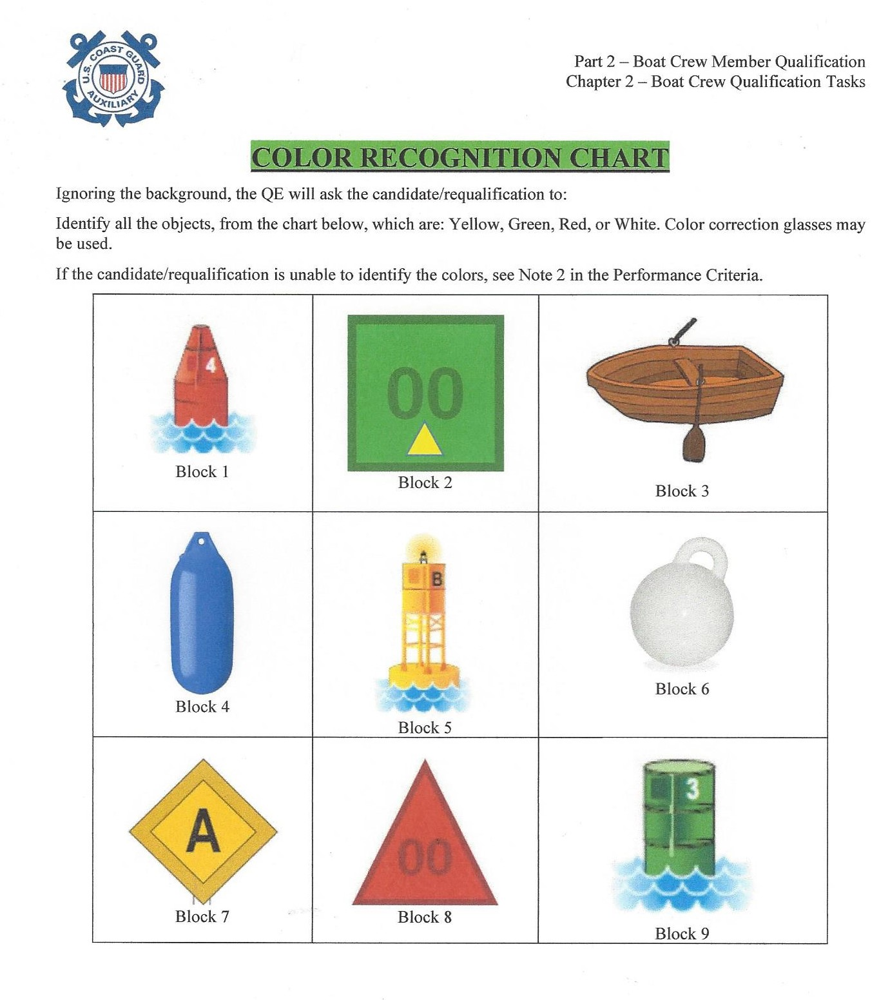 U.S. COAST GUARD
AUXILIARY
Part 2 – Boat Crew Member Qualification
Chapter 2 – Boat Crew Qualification Tasks
COLOR RECOGNITION CHART
Ignoring the background, the QE will ask the candidate/requalification to:
Identify all the objects, from the chart below, which are: Yellow, Green, Red, or White. Color correction glasses may
be used.
If the candidate/requalification is unable to identify the colors, see Note 2 in the Performance Criteria.
4
Block 1
00
Block 2
Block 3
Block 4
B
Block 5
Block 6
A
Block 7
00
Block 8
3
Block 9